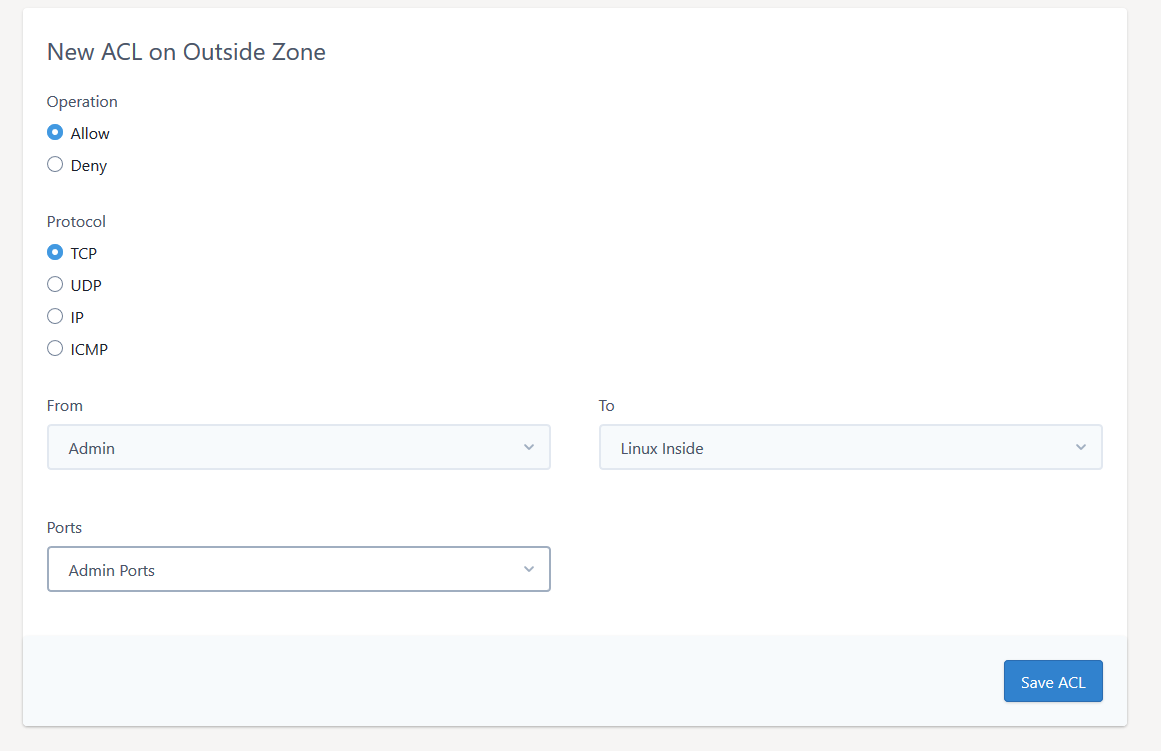 New ACL on Outside Zone
Operation
Allow
Deny
Protocol
TCP
UDP
IP
ICMP
From
Admin
To
Linux Inside
Ports
Admin Ports
Save ACL